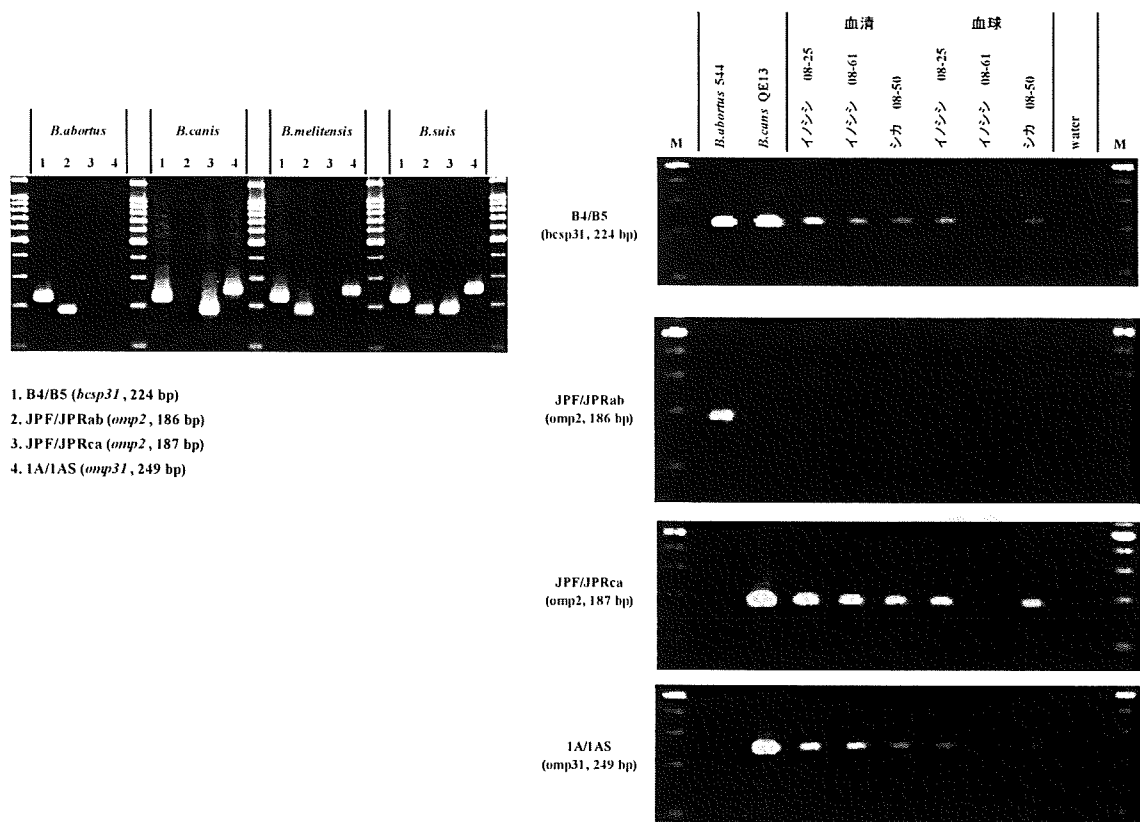 B.abortus B.canis B.melitensis B.suis
1 2 3 4 1 2 3 4 1 2 3 4 1 2 3 4
1. B4/B5 (bcsp31, 224 bp)
2. JPF/JPRab (omp2, 186 bp)
3. JPF/JPRca (omp2, 187 bp)
4. 1A/1AS (omp31, 249 bp)
血清 血球
M
B.abortus 544
B.cans QE13
イノシシ 08-25
イノシシ 08-61
シカ 08-50
イノシシ 08-25
イノシシ 08-61
シカ 08-50
water
M
B4/B5
(bcsp31, 224 bp)
JPF/JPRab
(omp2, 186 bp)
JPF/JPRca
(omp2, 187 bp)
1A/1AS
(omp31, 249 bp)